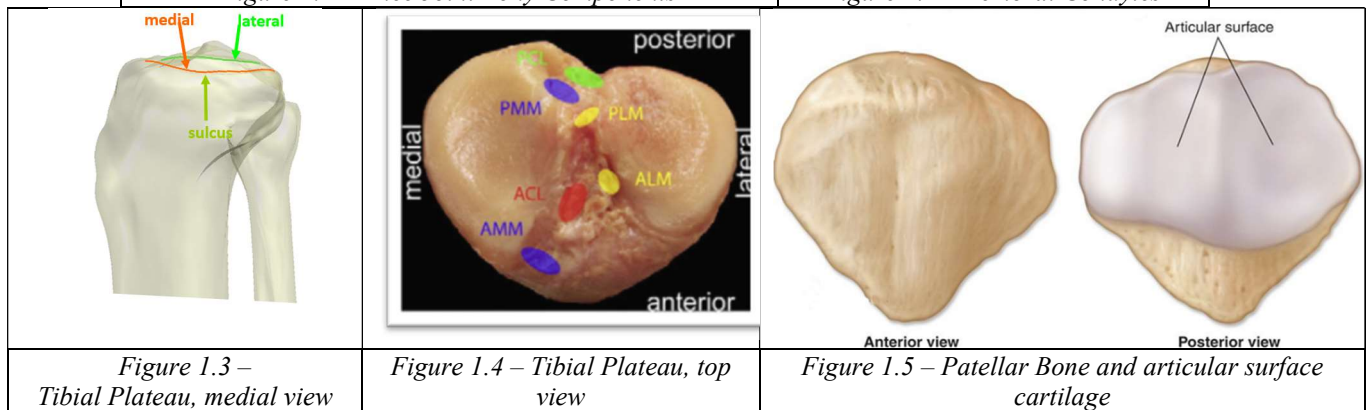 medial
lateral
sulcus
posterior
PCL
PMM
PLM
medial
lateral
ACL
ALM
AMM
anterior
Articular surface
Anterior view
Posterior view
Figure 1.3 –
Tibial Plateau, medial view
Figure 1.4 – Tibial Plateau, top
view
Figure 1.5 – Patellar Bone and articular surface
cartilage